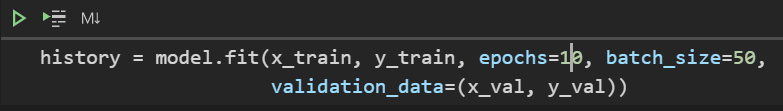 M↓
history = model.fit(x_train, y_train, epochs=10, batch_size=50,
validation_data=(x_val, y_val))